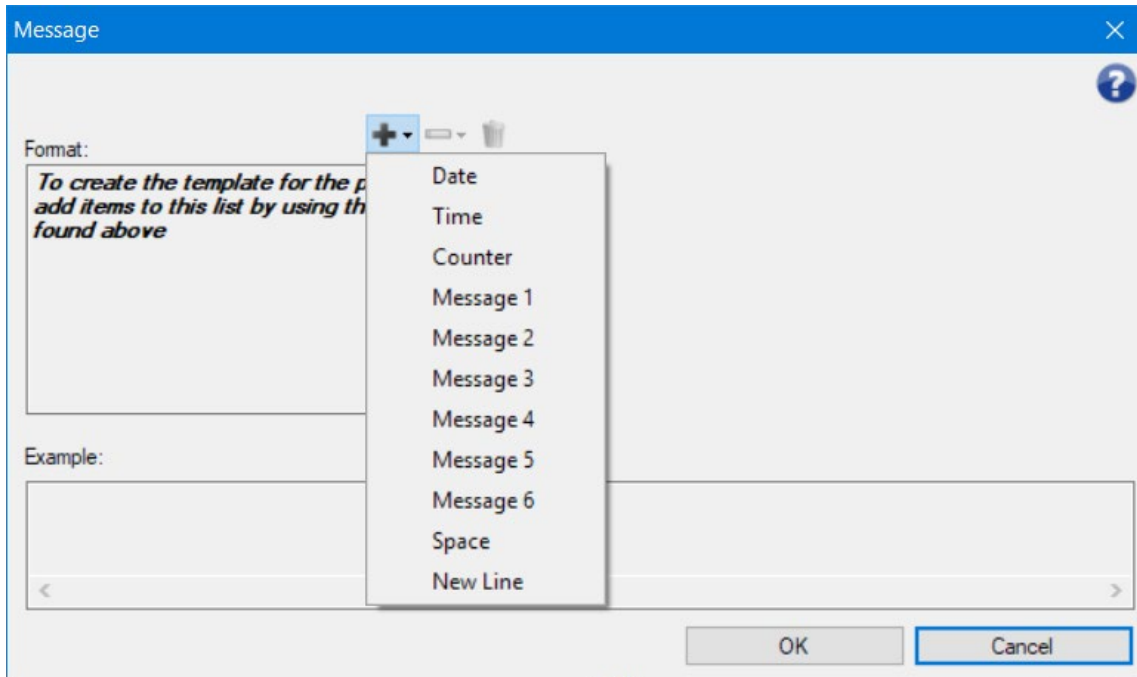 Message
Format:
To create the template for the
add items to this list by using
found above
Date
Time
Counter
Message 1
Message 2
Message 3
Message 4
Message 5
Message 6
Space
New Line
Example:
OK
Cancel